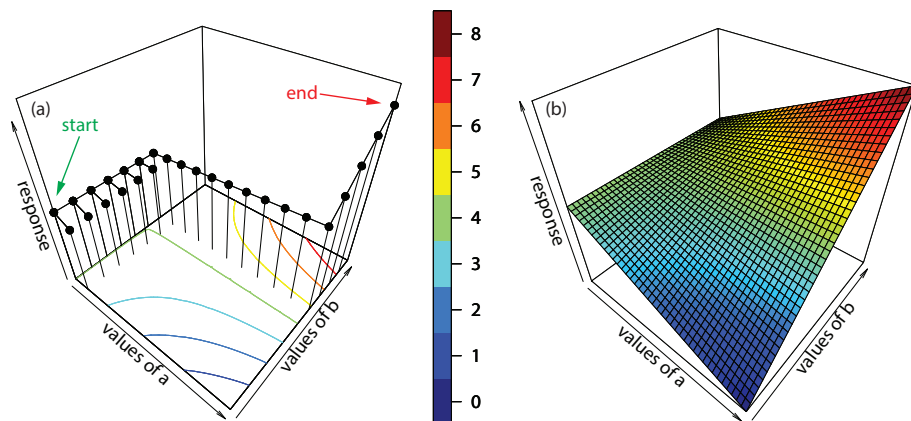 (a)
start
end
response
values of a
values of b
8
7
6
5
4
3
2
1
0
(b)
response
values of a
values of b